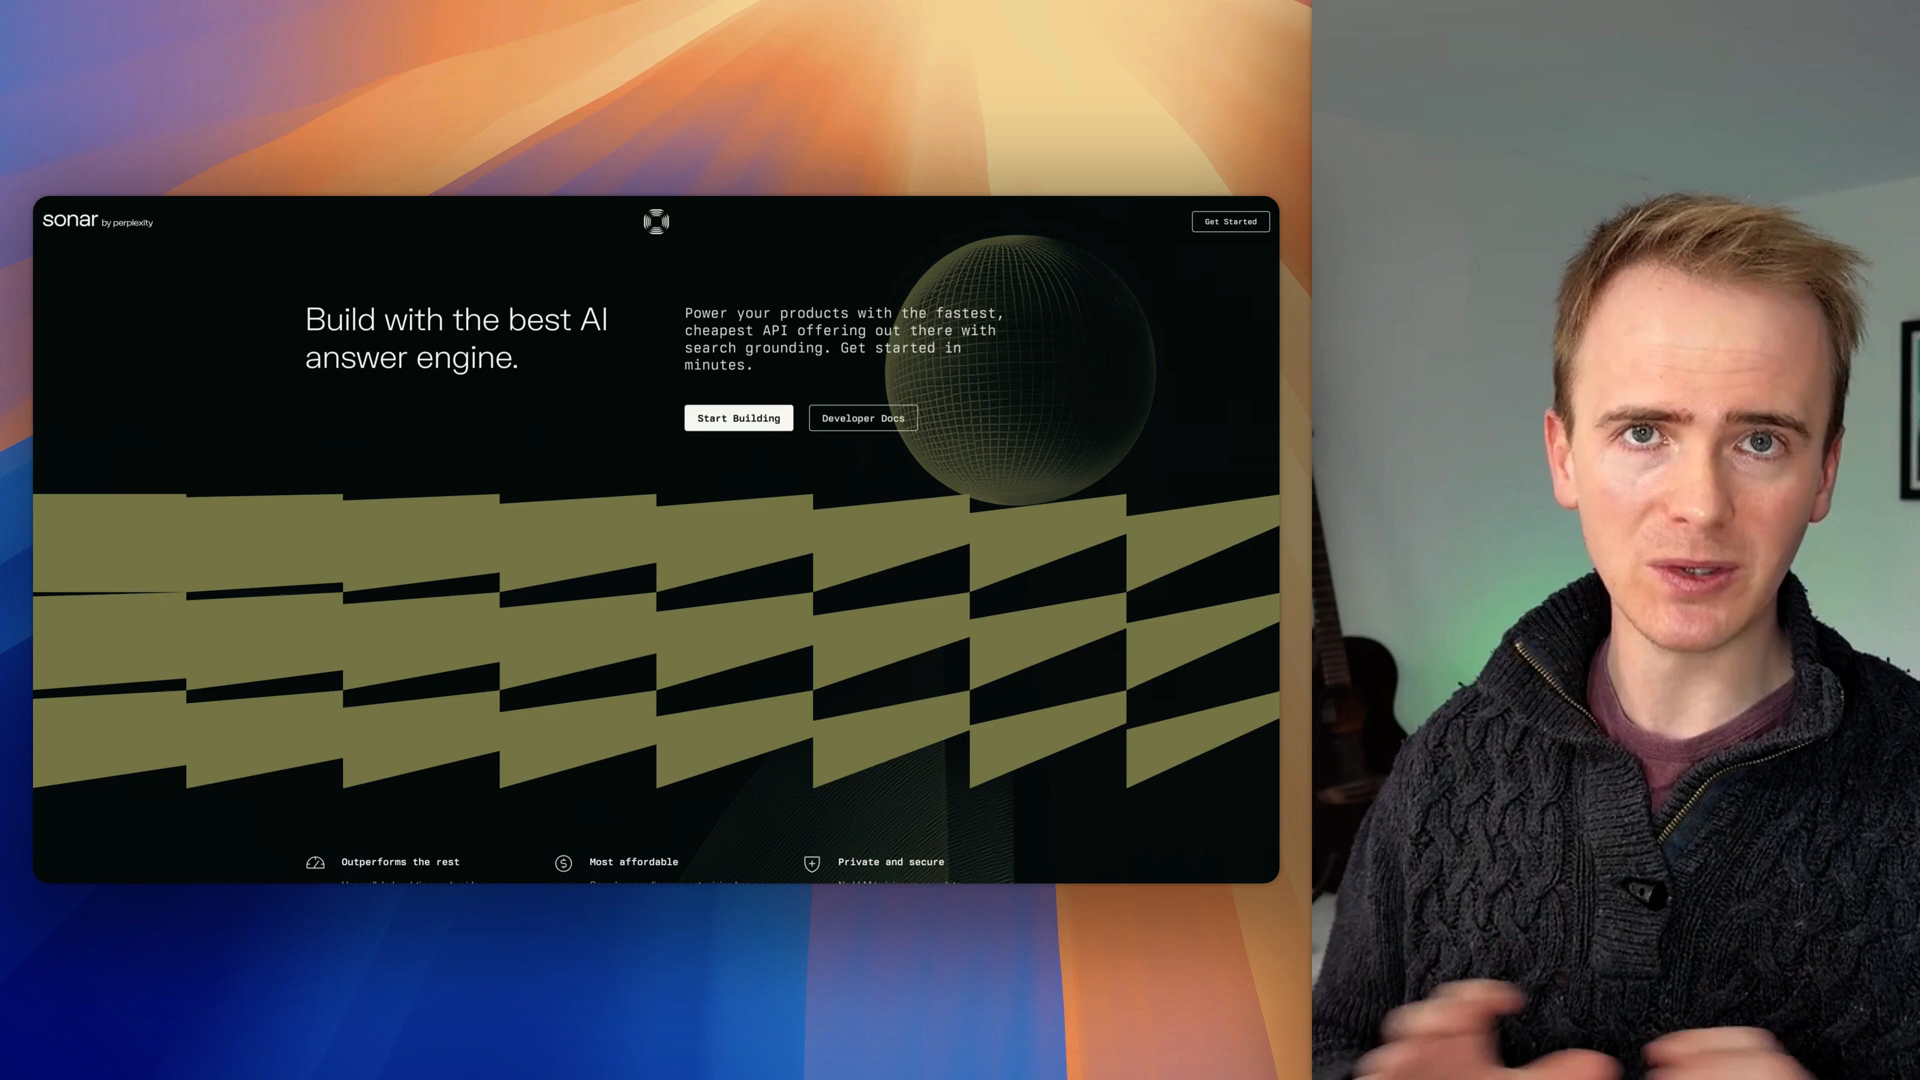 sonar by perplexity
Get Started
Build with the best AI
answer engine.
Power your products with the fastest,
cheapest API offering out there with
search grounding. Get started in
minutes.
Start Building
Developer Docs
Outperforms the rest
Most affordable
Private and secure